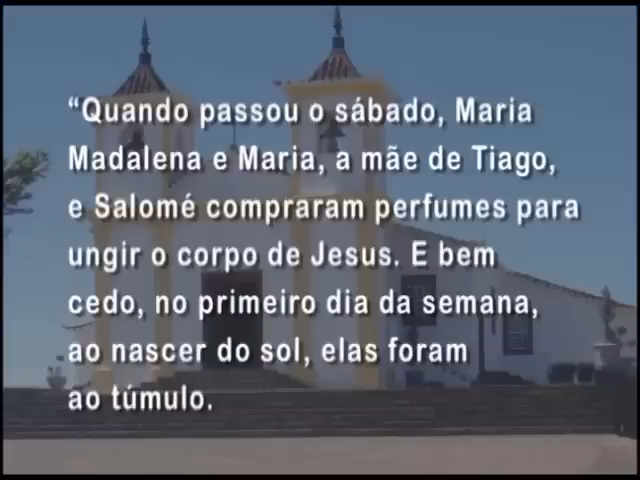 “Quando passou o sábado, Maria
Madalena e Maria, a mãe de Tiago,
e Salomé compraram perfumes para
ungir o corpo de Jesus. E bem
cedo, no primeiro dia da semana,
ao nascer do sol, elas foram
ao túmulo.